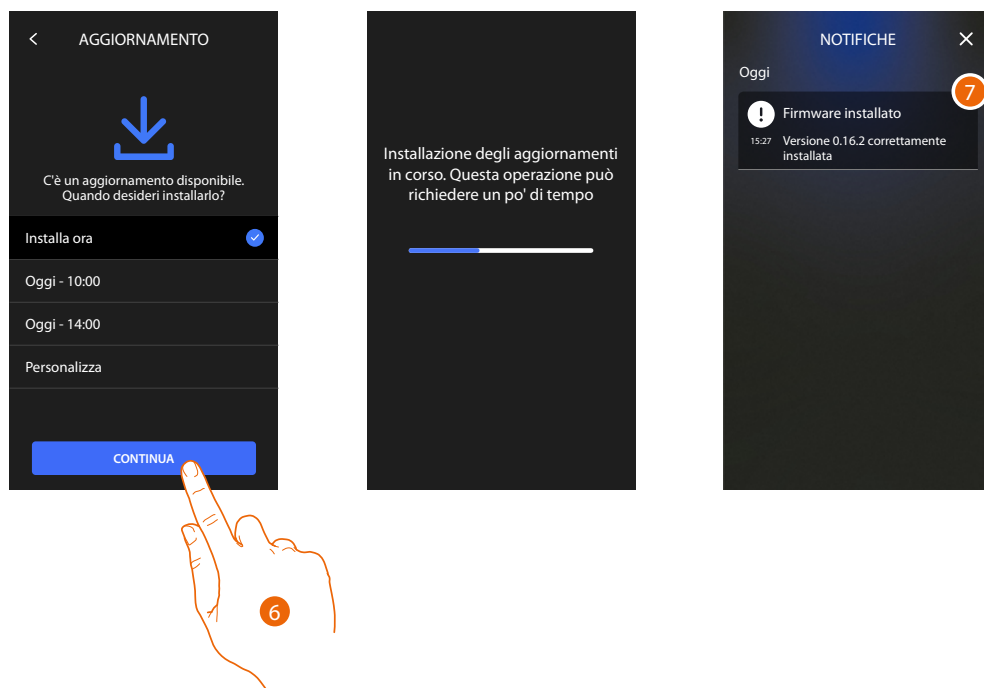 AGGIORNAMENTO
C'è un aggiornamento disponibile.
Quando desideri installarlo?
Installa ora
Oggi - 10:00
Oggi - 14:00
Personalizza
CONTINUA
6
Installazione degli aggiornamenti
in corso. Questa operazione può
richiedere un po' di tempo
NOTIFICHE
Oggi
7
Firmware installato
15:27 Versione 0.16.2 correttamente
installata